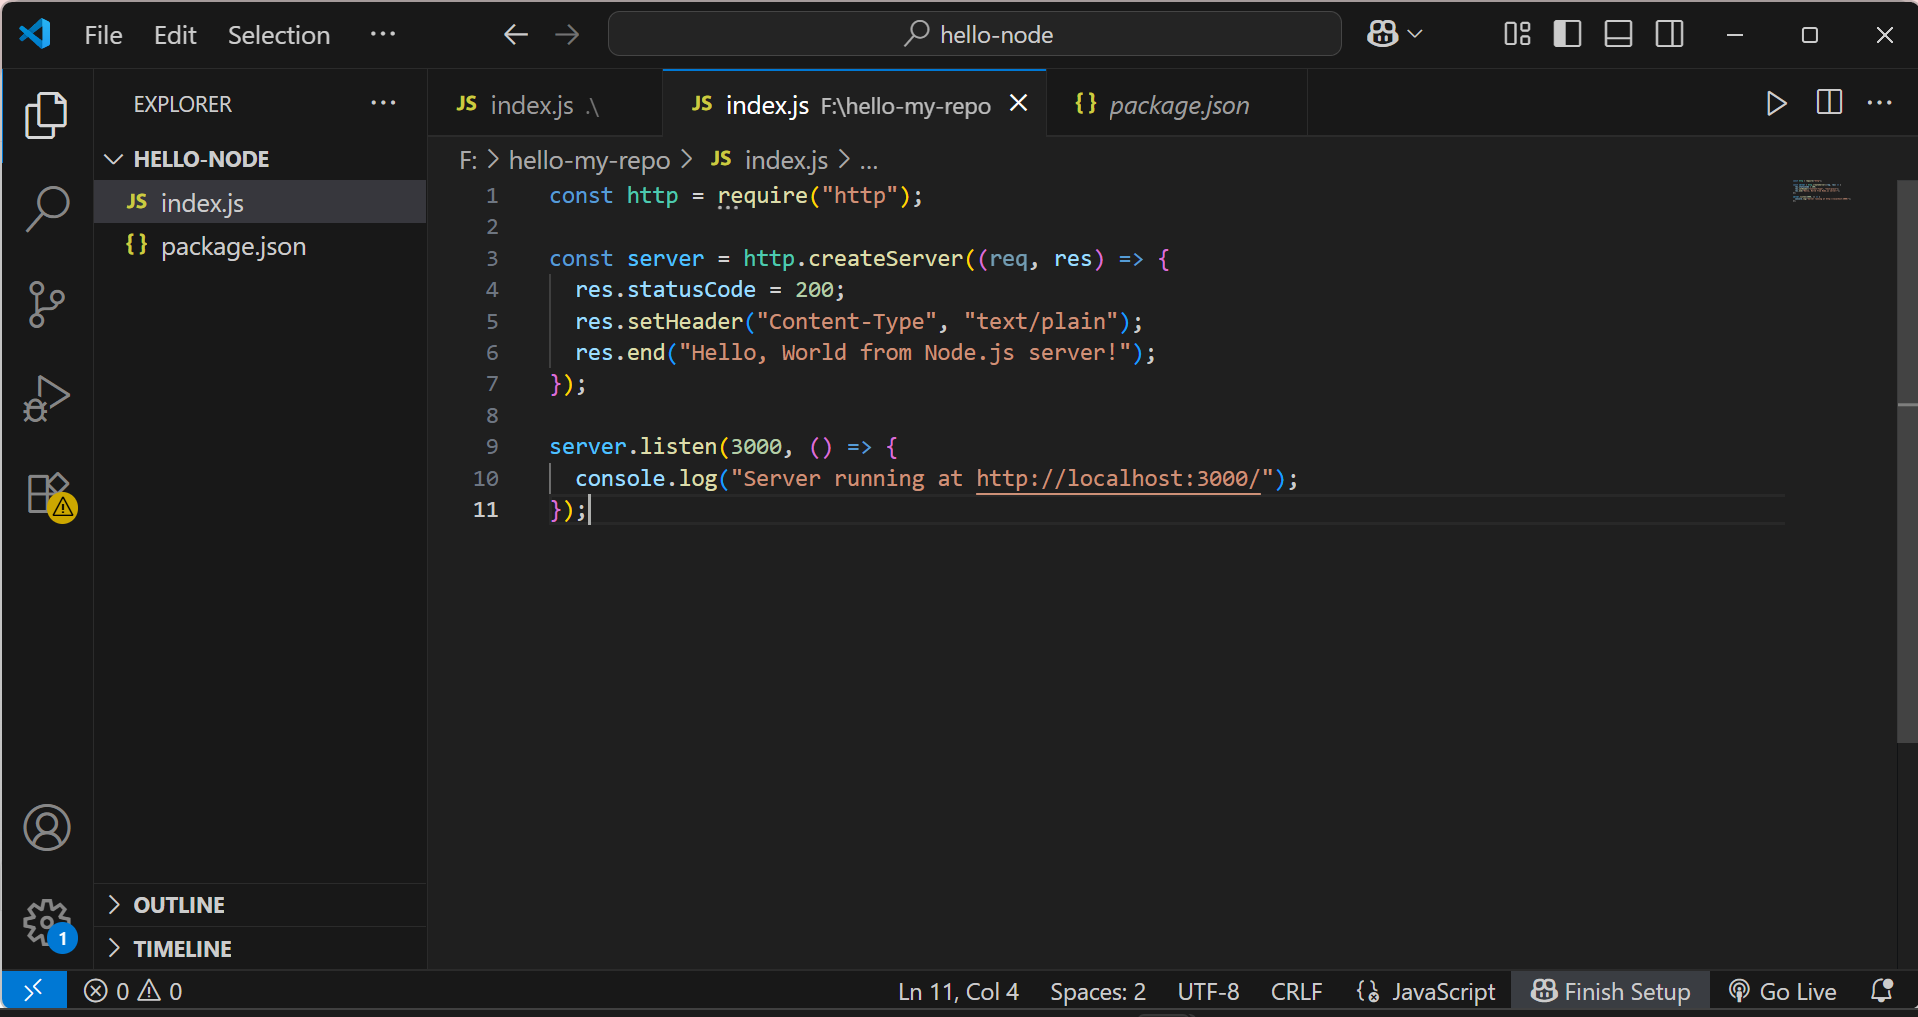 File Edit Selection ··· hello-node
EXPLORER ···
HELLO-NODE
JS index.js
{} package.json
OUTLINE
TIMELINE
JS index.js .\ JS index.js F:\hello-my-repo {} package.json
F: > hello-my-repo > JS index.js > ...
1 const http = require("http");
2
3 const server = http.createServer((req, res) => {
4 res.statusCode = 200;
5 res.setHeader("Content-Type", "text/plain");
6 res.end("Hello, World from Node.js server!");
7 });
8
9 server.listen(3000, () => {
10 console.log("Server running at http://localhost:3000/");
11 });
1
0 0 Ln 11, Col 4 Spaces: 2 UTF-8 CRLF {} JavaScript Finish Setup Go Live